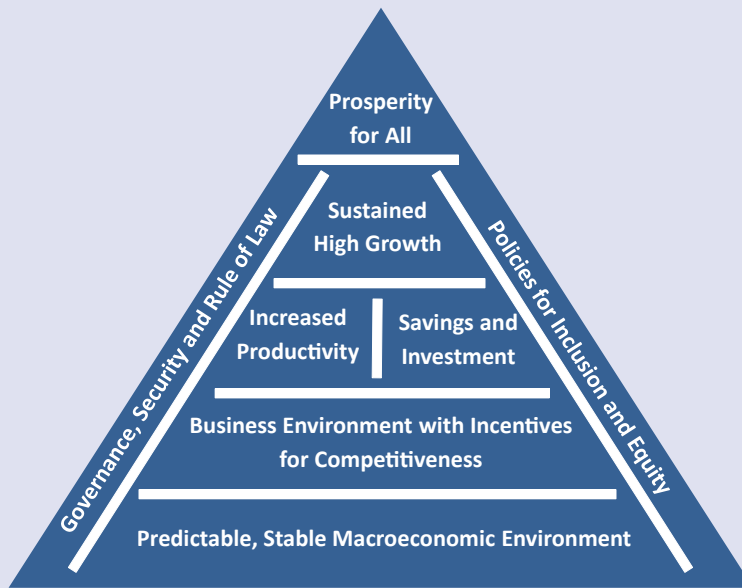 Prosperity
for All
Sustained
High Growth
Governance, Security and Rule of Law
Policies for Inclusion and Equity
Increased
Productivity
Savings and
Investment
Business Environment with Incentives
for Competitiveness
Predictable, Stable Macroeconomic Environment